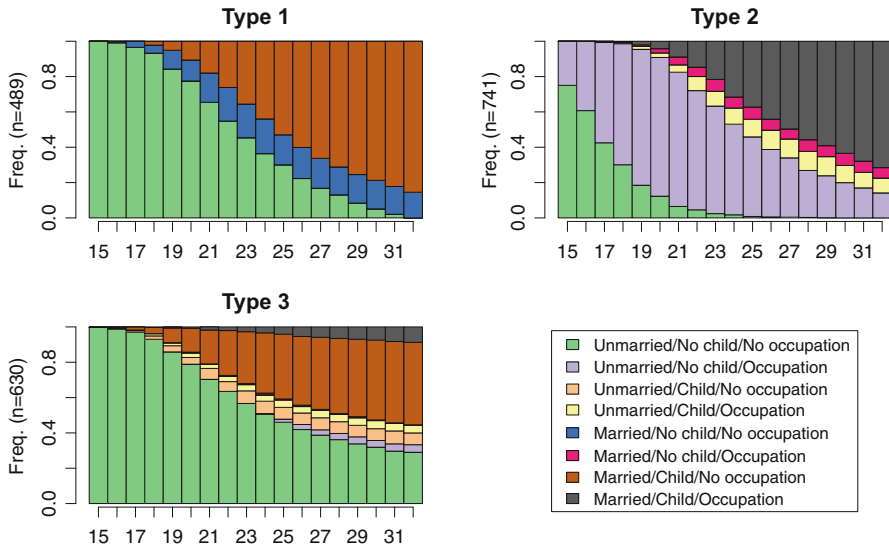 Type 1
Freq. (n=489)
0.0 0.4 0.8
15 17 19 21 23 25 27 29 31
Type 2
Freq. (n=741)
0.0 0.4 0.8
15 17 19 21 23 25 27 29 31
Type 3
Freq. (n=630)
0.0 0.4 0.8
15 17 19 21 23 25 27 29 31
Unmarried/No child/No occupation
Unmarried/No child/Occupation
Unmarried/Child/No occupation
Unmarried/Child/Occupation
Married/No child/No occupation
Married/No child/Occupation
Married/Child/No occupation
Married/Child/Occupation